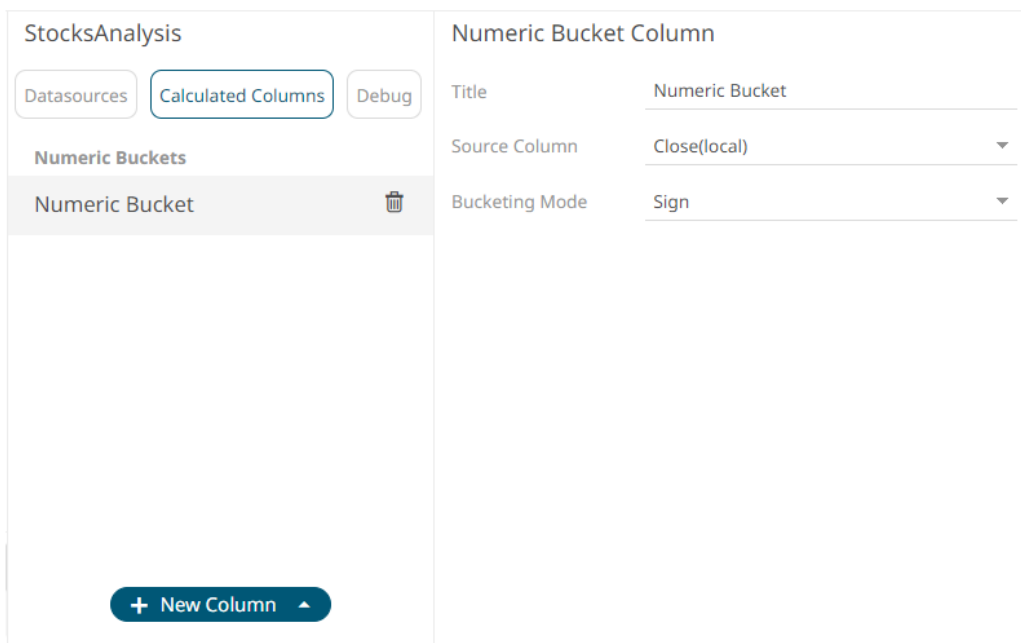 StocksAnalysis
Datasources
Calculated Columns
Debug
Numeric Buckets
Numeric Bucket
+ New Column
Numeric Bucket Column
Title Numeric Bucket
Source Column Close(local)
Bucketing Mode Sign